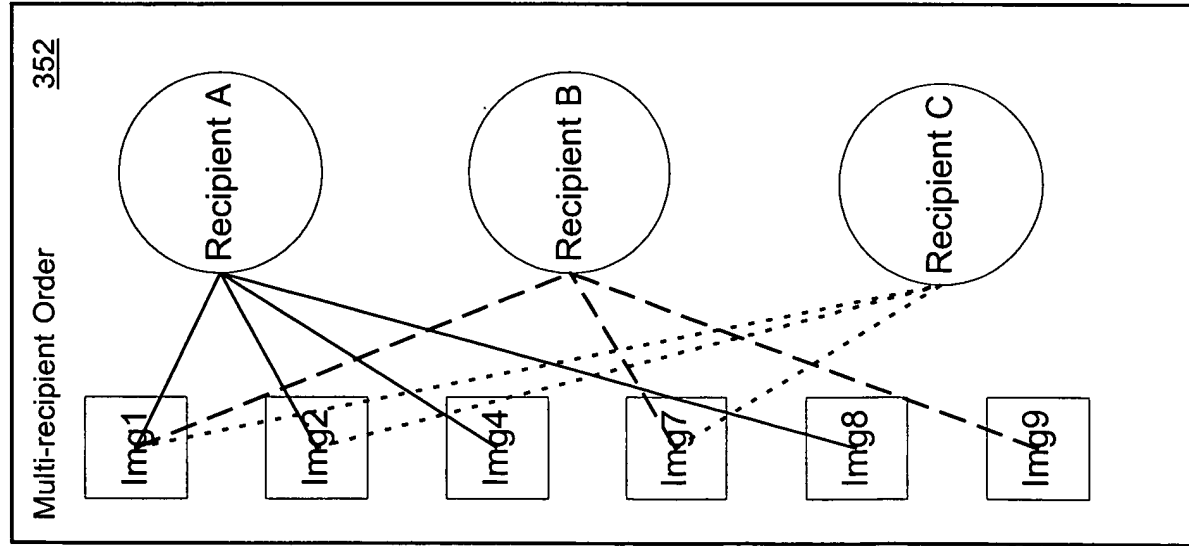 Multi-recipient Order
352
Img1
Img2
Img4
Img7
Img8
Img9
Recipient A
Recipient B
Recipient C